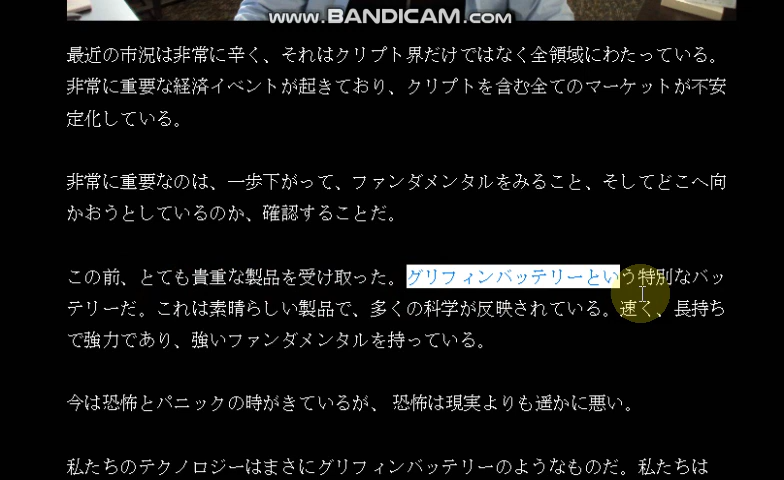 www.BANDICAM.com
最近の市況は非常に辛く、それはクリプト界だけではなく全領域にわたっている。
非常に重要な経済イベントが起きており、クリプトを含む全てのマーケットが不安
定化している。
非常に重要なのは、一歩下がって、ファンダメンタルをみること、そしてどこへ向
かおうとしているのか、確認することだ。
この前、とても貴重な製品を受け取った。グリフィンバッテリーという特別なバッ
テリーだ。これは素晴らしい製品で、多くの科学が反映されている。速く、長持ち
で強力であり、強いファンダメンタルを持っている。
今は恐怖とパニックの時がきているが、 恐怖は現実よりも遥かに悪い。
私たちのテクノロジーはまさにグリフィンバッテリーのようなものだ。私たちは